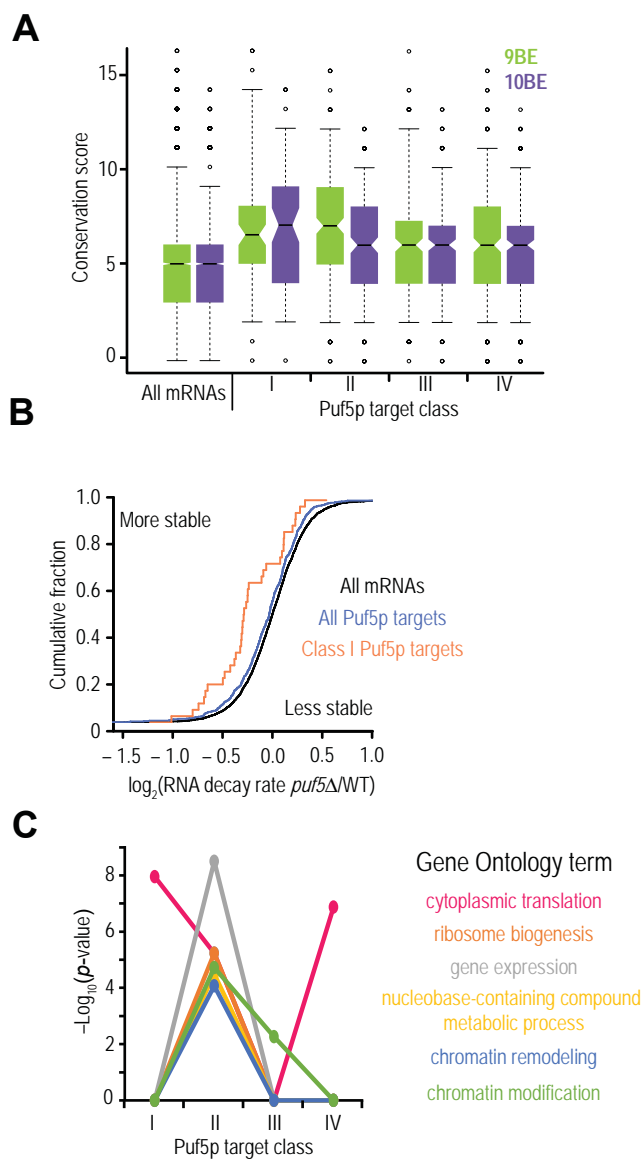 A
9BE
10BE
15
10
5
0
Conservation score
All mRNAs
I
II
III
IV
Puf5p target class
B
1.0
0.8
0.6
0.4
0.2
0
Cumulative fraction
More stable
All mRNAs
All Puf5p targets
Class I Puf5p targets
Less stable
– 1.5
– 1.0
– 0.5
0.0
0.5
1.0
log₂(RNA decay rate puf5Δ/WT)
C
8
6
4
2
0
–Log₁₀(p-value)
I
II
III
IV
Puf5p target class
Gene Ontology term
cytoplasmic translation
ribosome biogenesis
gene expression
nucleobase-containing compound
metabolic process
chromatin remodeling
chromatin modification